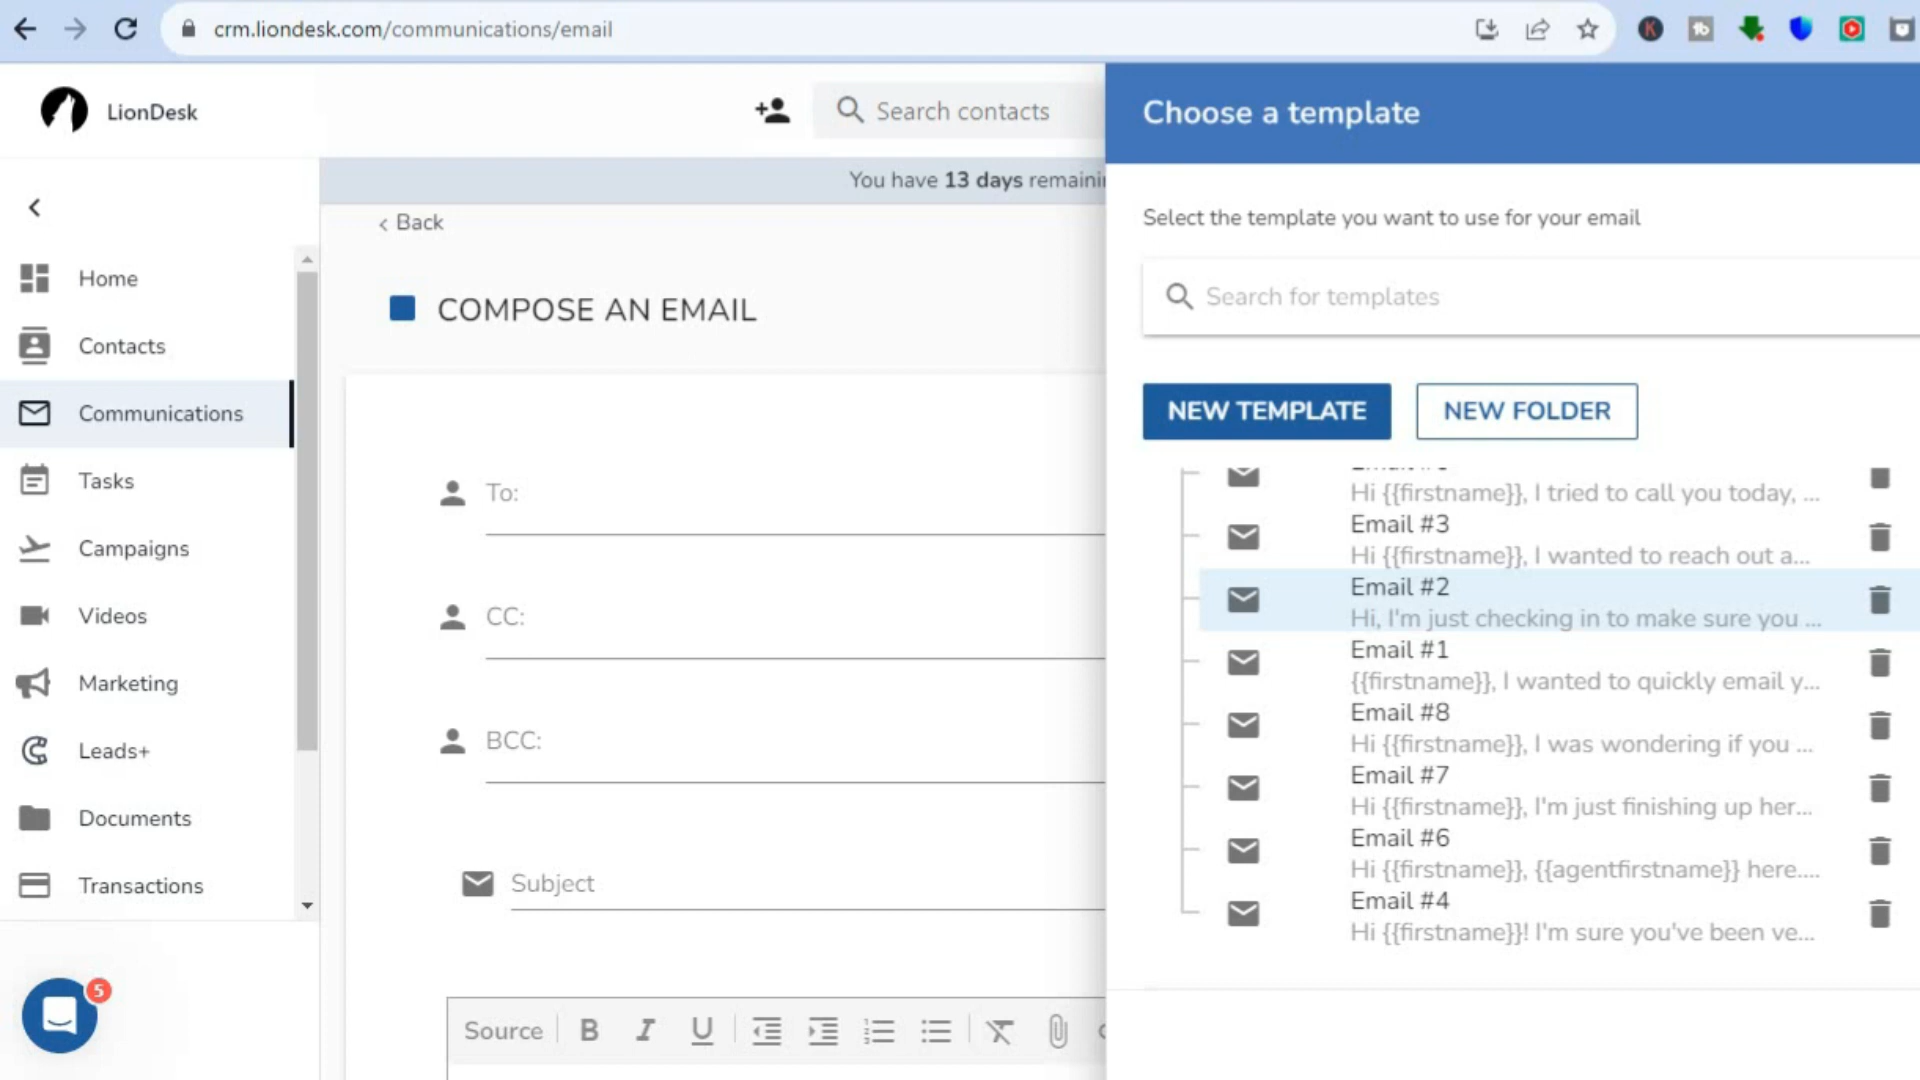 crm.liondesk.com/communications/email
LionDesk
Search contacts
Choose a template
You have 13 days
Back
Select the template you want to use for your email
Home
COMPOSE AN EMAIL
Search for templates
Contacts
Communications
NEW TEMPLATE
NEW FOLDER
Tasks
To:
Hi {{firstname}}, I tried to call you today, ...
Email #3
Campaigns
Hi {{firstname}}, I wanted to reach out a...
Email #2
Videos
CC:
Hi, I'm just checking in to make sure you ...
Email #1
Marketing
{{firstname}}, I wanted to quickly email y...
Email #8
Leads+
BCC:
Hi {{firstname}}, I was wondering if you ...
Email #7
Documents
Hi {{firstname}}, I'm just finishing up her...
Email #6
Transactions
Subject
Hi {{firstname}}, {{agentfirstname}} here....
Email #4
Hi {{firstname}}! I'm sure you've been ve...
5
Source B I U